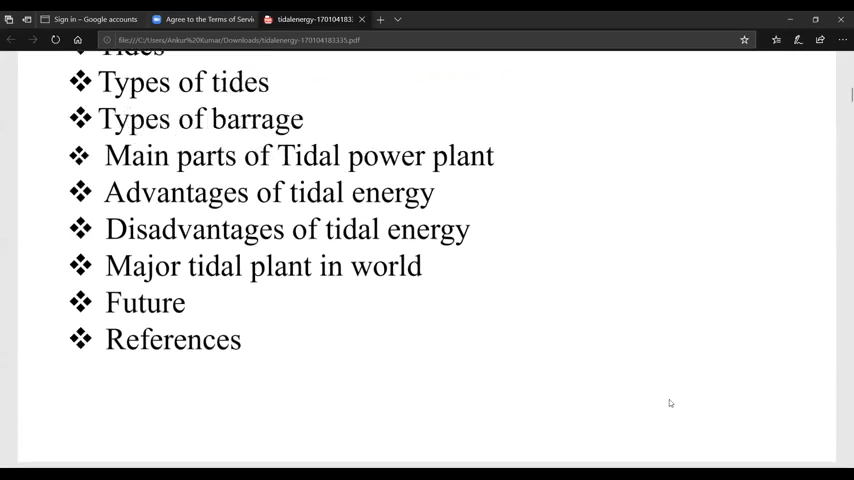 Sign in – Google accounts
Agree to the Terms of Servi
tidalenergy-170104183
file:///C:/Users/Ankur%20Kumar/Downloads/tidalenergy-170104183335.pdf
Tides
❖ Types of tides
❖ Types of barrage
❖ Main parts of Tidal power plant
❖ Advantages of tidal energy
❖ Disadvantages of tidal energy
❖ Major tidal plant in world
❖ Future
❖ References